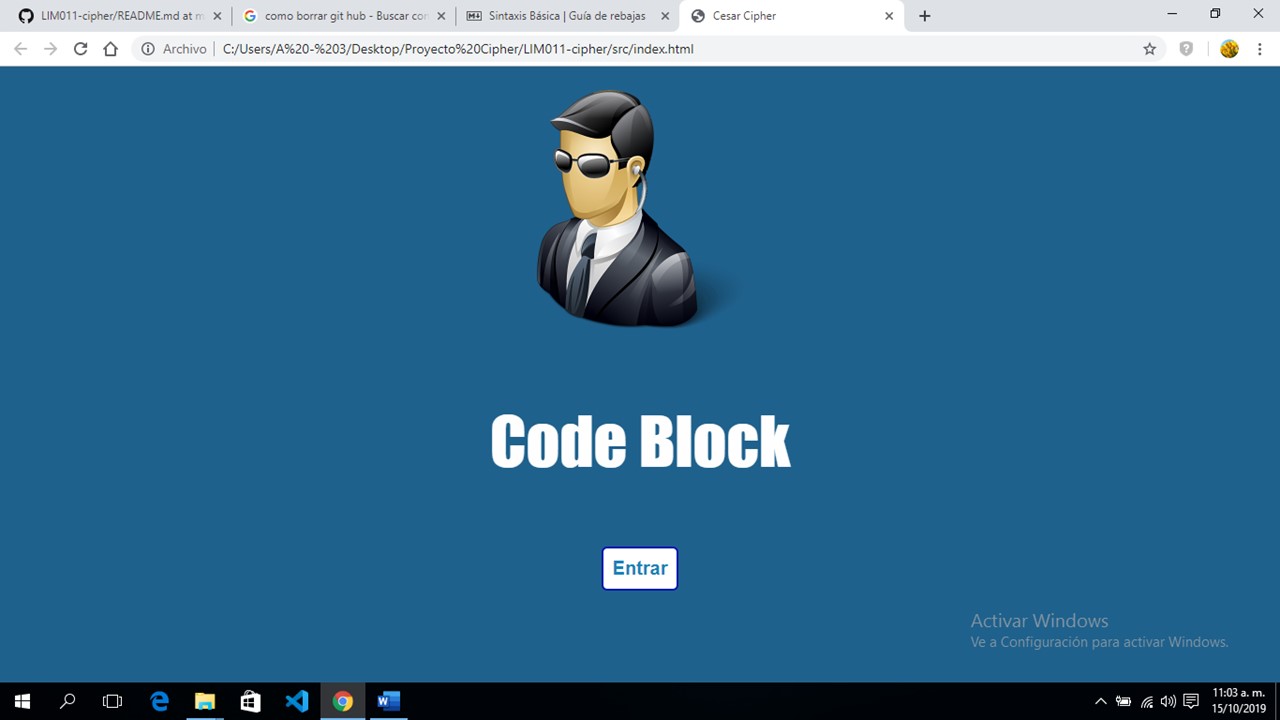 LIM011-cipher/README.md at m
como borrar git hub - Buscar con
Sintaxis Básica | Guía de rebajas
Cesar Cipher
Archivo
C:/Users/A%20-%203/Desktop/Proyecto%20Cipher/LIM011-cipher/src/index.html
Code Block
Entrar
Activar Windows
Ve a Configuración para activar Windows.
11:03 a. m.
15/10/2019